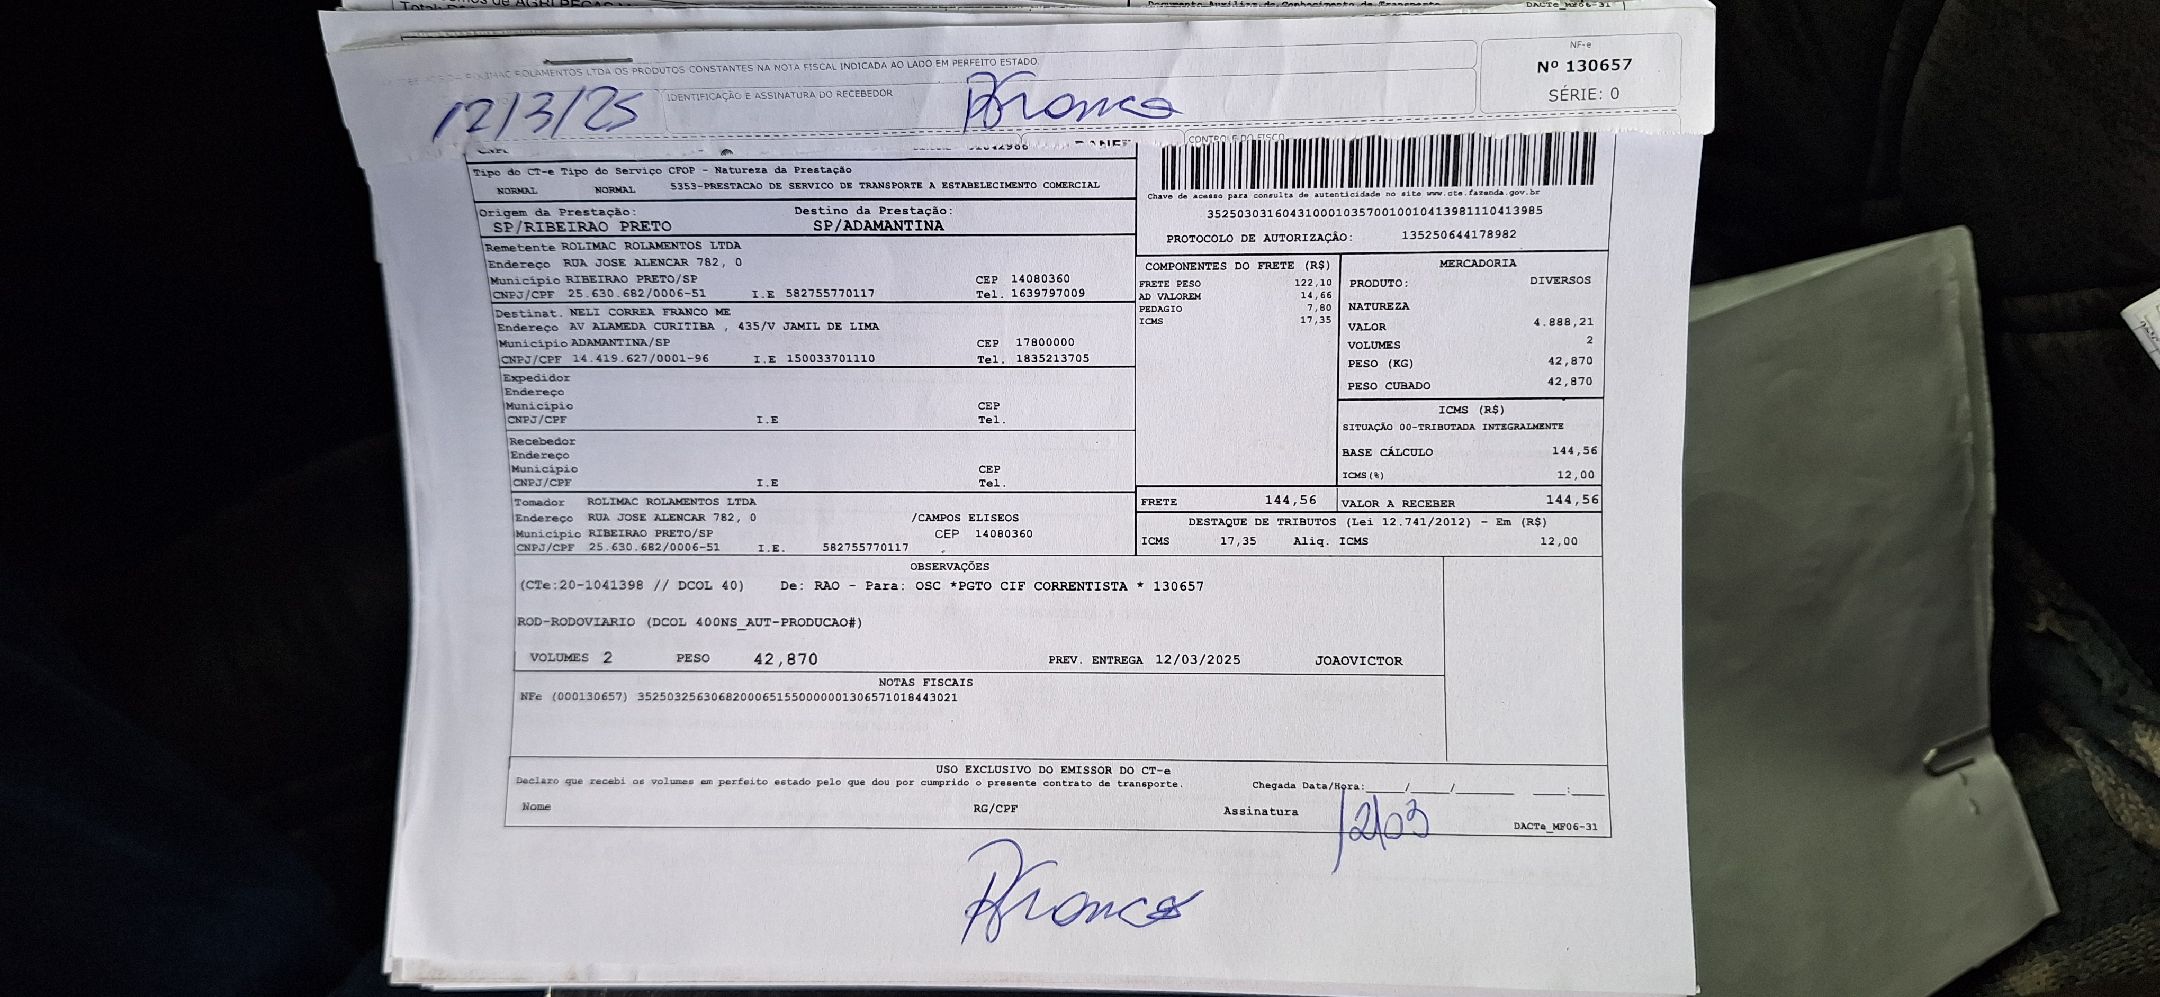 DACTe_MF06-31
ROLAMENTOS LTDA OS PRODUTOS CONSTANTES NA NOTA FISCAL INDICADA AO LADO EM PERFEITO ESTADO.
NF-e
Nº 130657
SÉRIE: 0
12/3/25
IDENTIFICAÇÃO E ASSINATURA DO RECEBEDOR
CONTROLE DO FISCO
Tipo do CT-e Tipo do Serviço CFOP - Natureza da Prestação
NORMAL NORMAL 5353-PRESTACAO DE SERVICO DE TRANSPORTE A ESTABELECIMENTO COMERCIAL
Chave de acesso para consulta de autenticidade no site www.cte.fazenda.gov.br
35250303160431000103570010010413981110413985
PROTOCOLO DE AUTORIZAÇÃO: 135250644178982
Origem da Prestação: Destino da Prestação:
SP/RIBEIRAO PRETO SP/ADAMANTINA
Remetente ROLIMAC ROLAMENTOS LTDA
Endereço RUA JOSE ALENCAR 782, 0
Município RIBEIRAO PRETO/SP CEP 14080360
CNPJ/CPF 25.630.682/0006-51 I.E 582755770117 Tel. 1639797009
Destinat. NELI CORREA FRANCO ME
Endereço AV ALAMEDA CURITIBA , 435/V JAMIL DE LIMA
Município ADAMANTINA/SP CEP 17800000
CNPJ/CPF 14.419.627/0001-96 I.E 150033701110 Tel. 1835213705
Expedidor
Endereço
Município CEP
CNPJ/CPF I.E Tel.
Recebedor
Endereço
Município CEP
CNPJ/CPF I.E Tel.
Tomador ROLIMAC ROLAMENTOS LTDA
Endereço RUA JOSE ALENCAR 782, 0 /CAMPOS ELISEOS
Município RIBEIRAO PRETO/SP CEP 14080360
CNPJ/CPF 25.630.682/0006-51 I.E. 582755770117
COMPONENTES DO FRETE (R$)
FRETE PESO 122,10
AD VALOREM 14,66
PEDAGIO 7,80
ICMS 17,35
MERCADORIA
PRODUTO: DIVERSOS
NATUREZA
VALOR 4.888,21
VOLUMES 2
PESO (KG) 42,870
PESO CUBADO 42,870
ICMS (R$)
SITUAÇÃO 00-TRIBUTADA INTEGRALMENTE
BASE CÁLCULO 144,56
ICMS(%) 12,00
FRETE 144,56 VALOR A RECEBER 144,56
DESTAQUE DE TRIBUTOS (Lei 12.741/2012) - Em (R$)
ICMS 17,35 Aliq. ICMS 12,00
OBSERVAÇÕES
(CTe:20-1041398 // DCOL 40) De: RAO - Para: OSC *PGTO CIF CORRENTISTA * 130657
ROD-RODOVIARIO (DCOL 400NS_AUT-PRODUCAO#)
VOLUMES 2 PESO 42,870 PREV. ENTREGA 12/03/2025 JOAOVICTOR
NOTAS FISCAIS
NFe (000130657) 35250325630682000651550000001306571018443021
USO EXCLUSIVO DO EMISSOR DO CT-e
Declaro que recebi os volumes em perfeito estado pelo que dou por cumprido o presente contrato de transporte. Chegada Data/Hora:_____/_____/________ ____:____
Nome RG/CPF Assinatura 12/03
DACTe_MF06-31